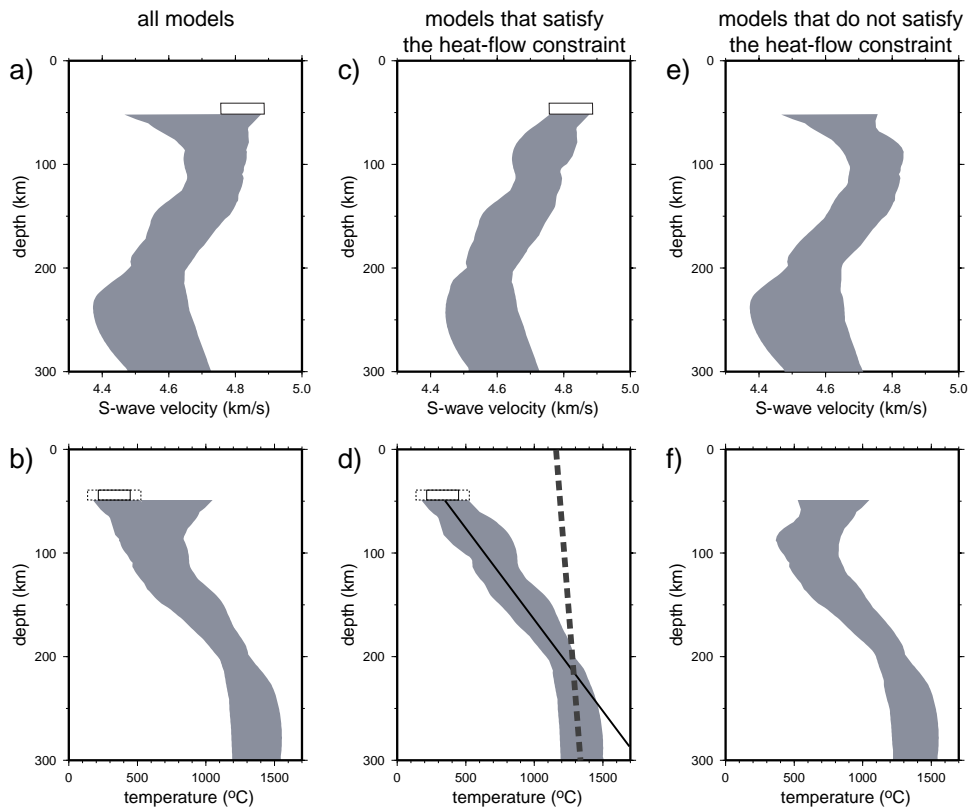 all models
models that satisfy
the heat-flow constraint
models that do not satisfy
the heat-flow constraint
a)
0
100
200
300
depth (km)
4.4 4.6 4.8 5.0
S-wave velocity (km/s)
c)
0
100
200
300
depth (km)
4.4 4.6 4.8 5.0
S-wave velocity (km/s)
e)
0
100
200
300
depth (km)
4.4 4.6 4.8 5.0
S-wave velocity (km/s)
b)
0
100
200
300
depth (km)
0 500 1000 1500
temperature (ºC)
d)
0
100
200
300
depth (km)
0 500 1000 1500
temperature (ºC)
f)
0
100
200
300
depth (km)
0 500 1000 1500
temperature (ºC)